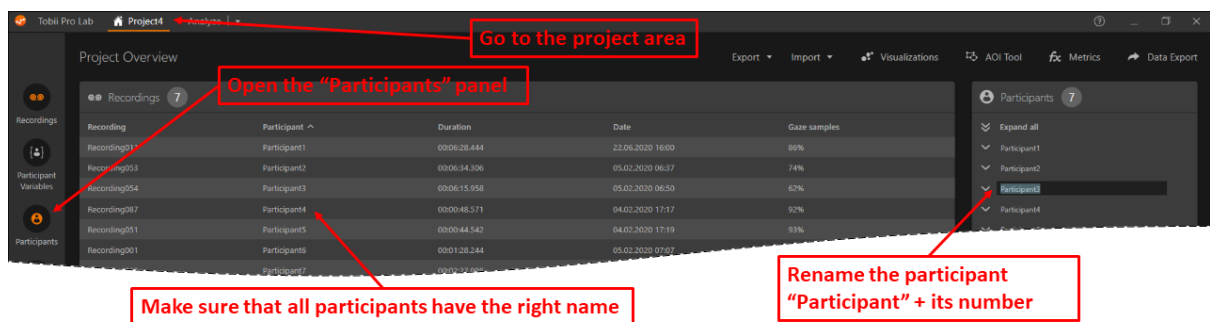 Tobii Pro Lab Project4 Analyze
Go to the project area
Project Overview Export Import Visualizations AOI Tool fx Metrics Data Export
Open the “Participants” panel
Recordings 7 Participants 7
Recordings
Recording Participant Duration Date Gaze samples Expand all
Participant1 00:06:28.444 22.06.2020 16:00 86% Participant1
Recording053 Participant2 00:06:34.306 05.02.2020 06:37 74% Participant2
Participant
Variables
Recording054 Participant3 00:06:15.958 05.02.2020 06:50 62% Participant3
Recording087 Participant4 00:00:48.571 04.02.2020 17:17 92% Participant4
Recording051 Participant5 00:00:44.542 04.02.2020 17:19 93%
Participants
Recording001 Participant6 00:01:28.244 05.02.2020 07:07
Participant7
Rename the participant
“Participant” + its number
Make sure that all participants have the right name